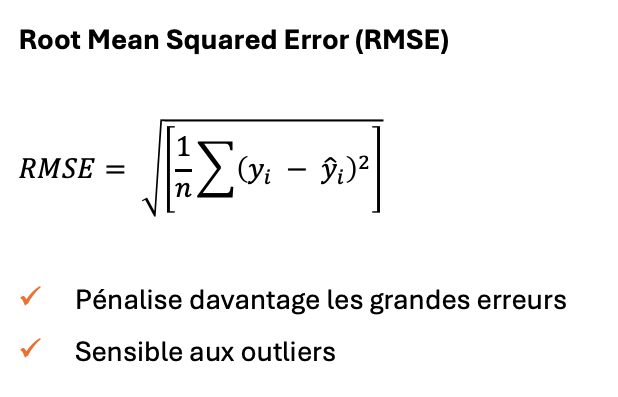 Root Mean Squared Error (RMSE)
RMSE = √[1/n ∑(yᵢ − ŷᵢ)²]
✓ Pénalise davantage les grandes erreurs
✓ Sensible aux outliers